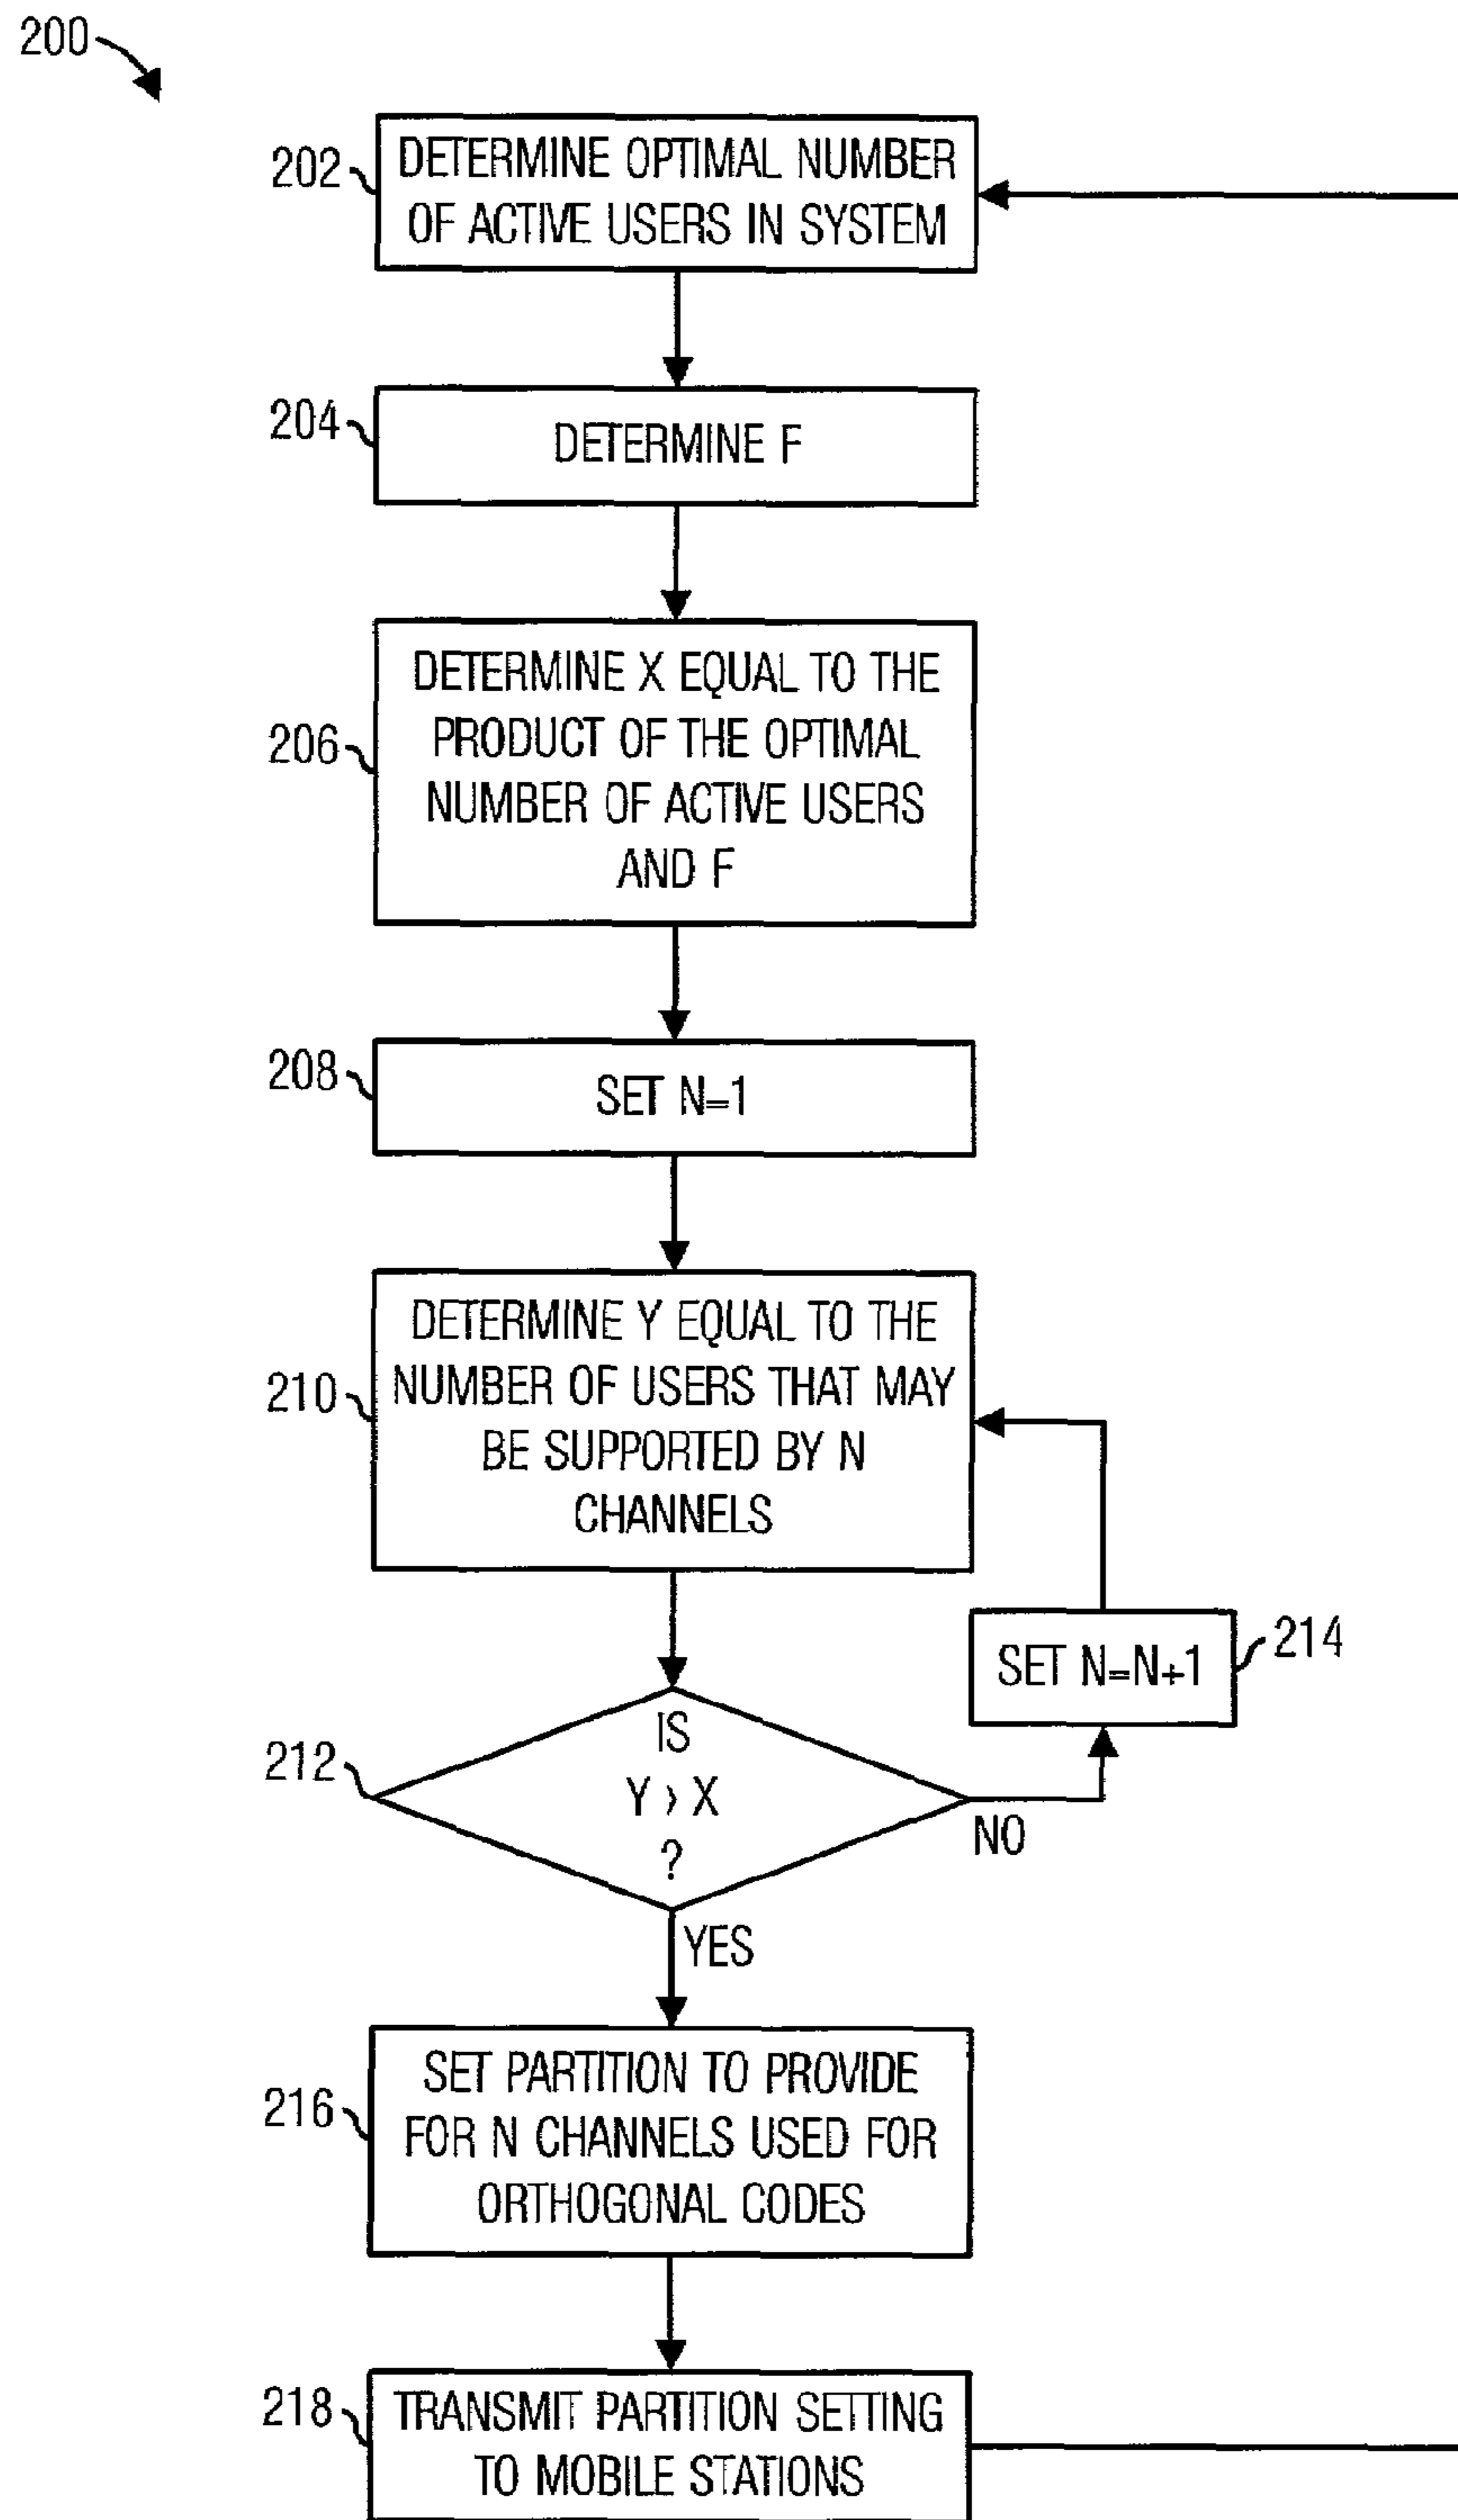 200
202
DETERMINE OPTIMAL NUMBER
OF ACTIVE USERS IN SYSTEM
204
DETERMINE F
206
DETERMINE X EQUAL TO THE
PRODUCT OF THE OPTIMAL
NUMBER OF ACTIVE USERS
AND F
208
SET N=1
210
DETERMINE Y EQUAL TO THE
NUMBER OF USERS THAT MAY
BE SUPPORTED BY N
CHANNELS
214
SET N=N+1
212
IS
Y > X
?
NO
YES
216
SET PARTITION TO PROVIDE
FOR N CHANNELS USED FOR
ORTHOGONAL CODES
218
TRANSMIT PARTITION SETTING
TO MOBILE STATIONS